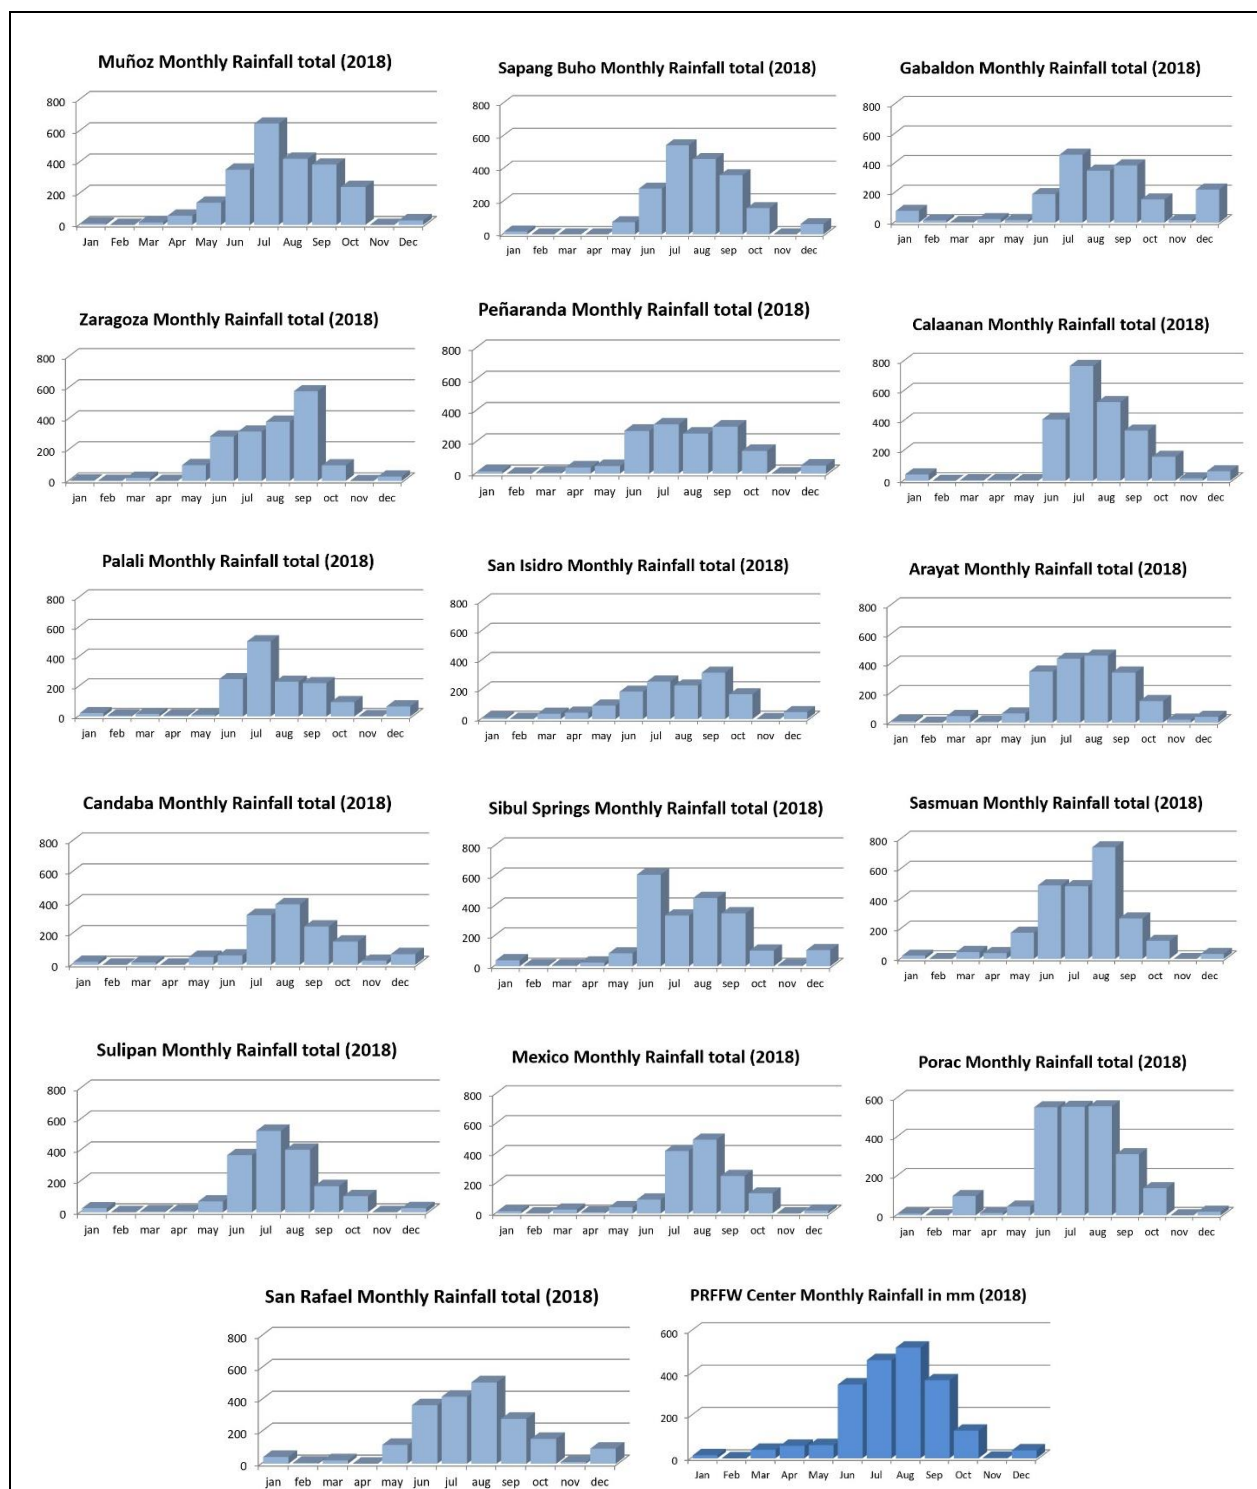 Muñoz Monthly Rainfall total (2018)
800
600
400
200
0
Jan Feb Mar Apr May Jun Jul Aug Sep Oct Nov Dec
Sapang Buho Monthly Rainfall total (2018)
800
600
400
200
0
jan feb mar apr may jun jul aug sep oct nov dec
Gabaldon Monthly Rainfall total (2018)
800
600
400
200
0
jan feb mar apr may jun jul aug sep oct nov dec
Zaragoza Monthly Rainfall total (2018)
800
600
400
200
0
jan feb mar apr may jun jul aug sep oct nov dec
Peñaranda Monthly Rainfall total (2018)
800
600
400
200
0
jan feb mar apr may jun jul aug sep oct nov dec
Calaanan Monthly Rainfall total (2018)
800
600
400
200
0
jan feb mar apr may jun jul aug sep oct nov dec
Palali Monthly Rainfall total (2018)
800
600
400
200
0
jan feb mar apr may jun jul aug sep oct nov dec
San Isidro Monthly Rainfall total (2018)
800
600
400
200
0
jan feb mar apr may jun jul aug sep oct nov dec
Arayat Monthly Rainfall total (2018)
800
600
400
200
0
jan feb mar apr may jun jul aug sep oct nov dec
Candaba Monthly Rainfall total (2018)
800
600
400
200
0
jan feb mar apr may jun jul aug sep oct nov dec
Sibul Springs Monthly Rainfall total (2018)
800
600
400
200
0
jan feb mar apr may jun jul aug sep oct nov dec
Sasmuan Monthly Rainfall total (2018)
800
600
400
200
0
jan feb mar apr may jun jul aug sep oct nov dec
Sulipan Monthly Rainfall total (2018)
800
600
400
200
0
jan feb mar apr may jun jul aug sep oct nov dec
Mexico Monthly Rainfall total (2018)
800
600
400
200
0
jan feb mar apr may jun jul aug sep oct nov dec
Porac Monthly Rainfall total (2018)
600
400
200
0
jan feb mar apr may jun jul aug sep oct nov dec
San Rafael Monthly Rainfall total (2018)
800
600
400
200
0
jan feb mar apr may jun jul aug sep oct nov dec
PRFFW Center Monthly Rainfall in mm (2018)
600
400
200
0
Jan Feb Mar Apr May Jun Jul Aug Sep Oct Nov Dec